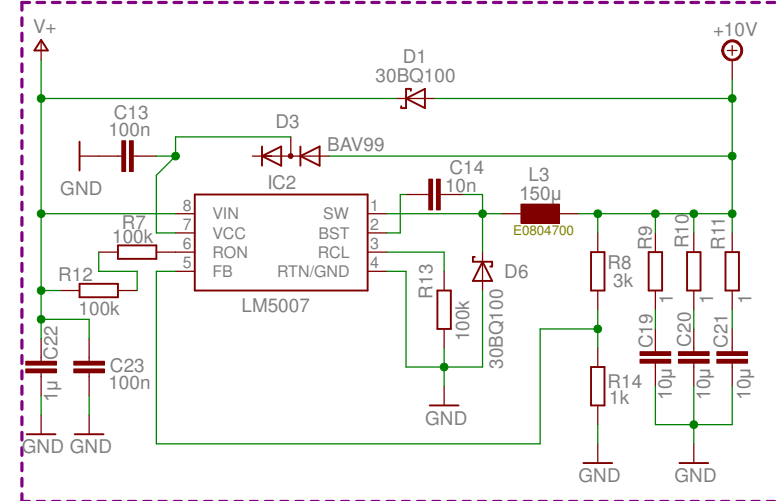 V+
+10V
D1
30BQ100
C13
100n
D3
BAV99
GND
IC2
C14
10n
L3
150µ
E0804700
8 VIN SW 1
7 VCC BST 2
6 RON RCL 3
5 FB RTN/GND 4
LM5007
R7
100k
R12
100k
R13
100k
D6
30BQ100
R8
3k
R9
1
R10
1
R11
1
C22
1µ
C23
100n
C19
10µ
C20
10µ
C21
10µ
R14
1k
GND
GND
GND
GND
GND